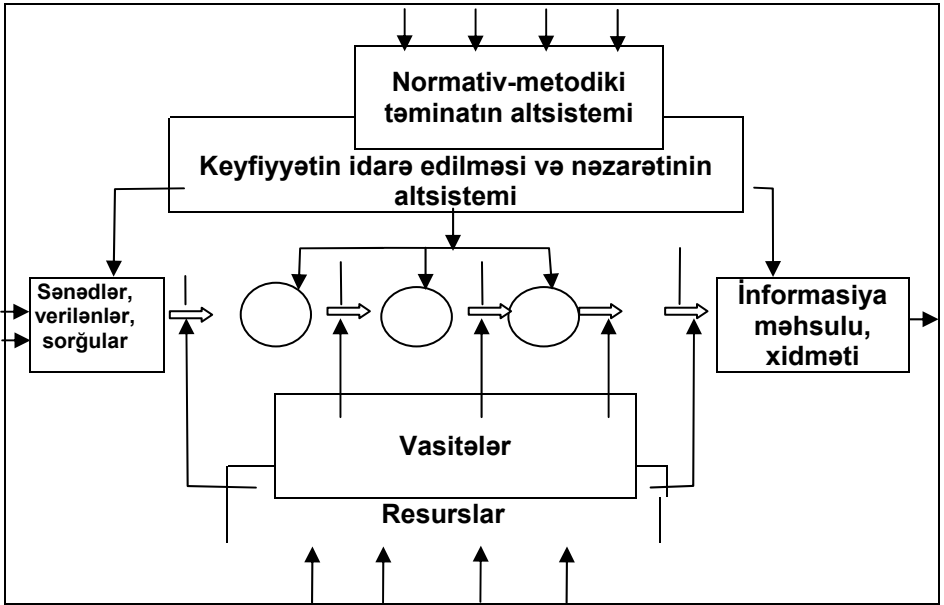 Normativ-metodiki
təminatın altsistemi
Keyfiyyətin idarə edilməsi və nəzarətinin
altsistemi
Sənədlər,
verilənlər,
sorğular
İnformasiya
məhsulu,
xidməti
Vasitələr
Resurslar